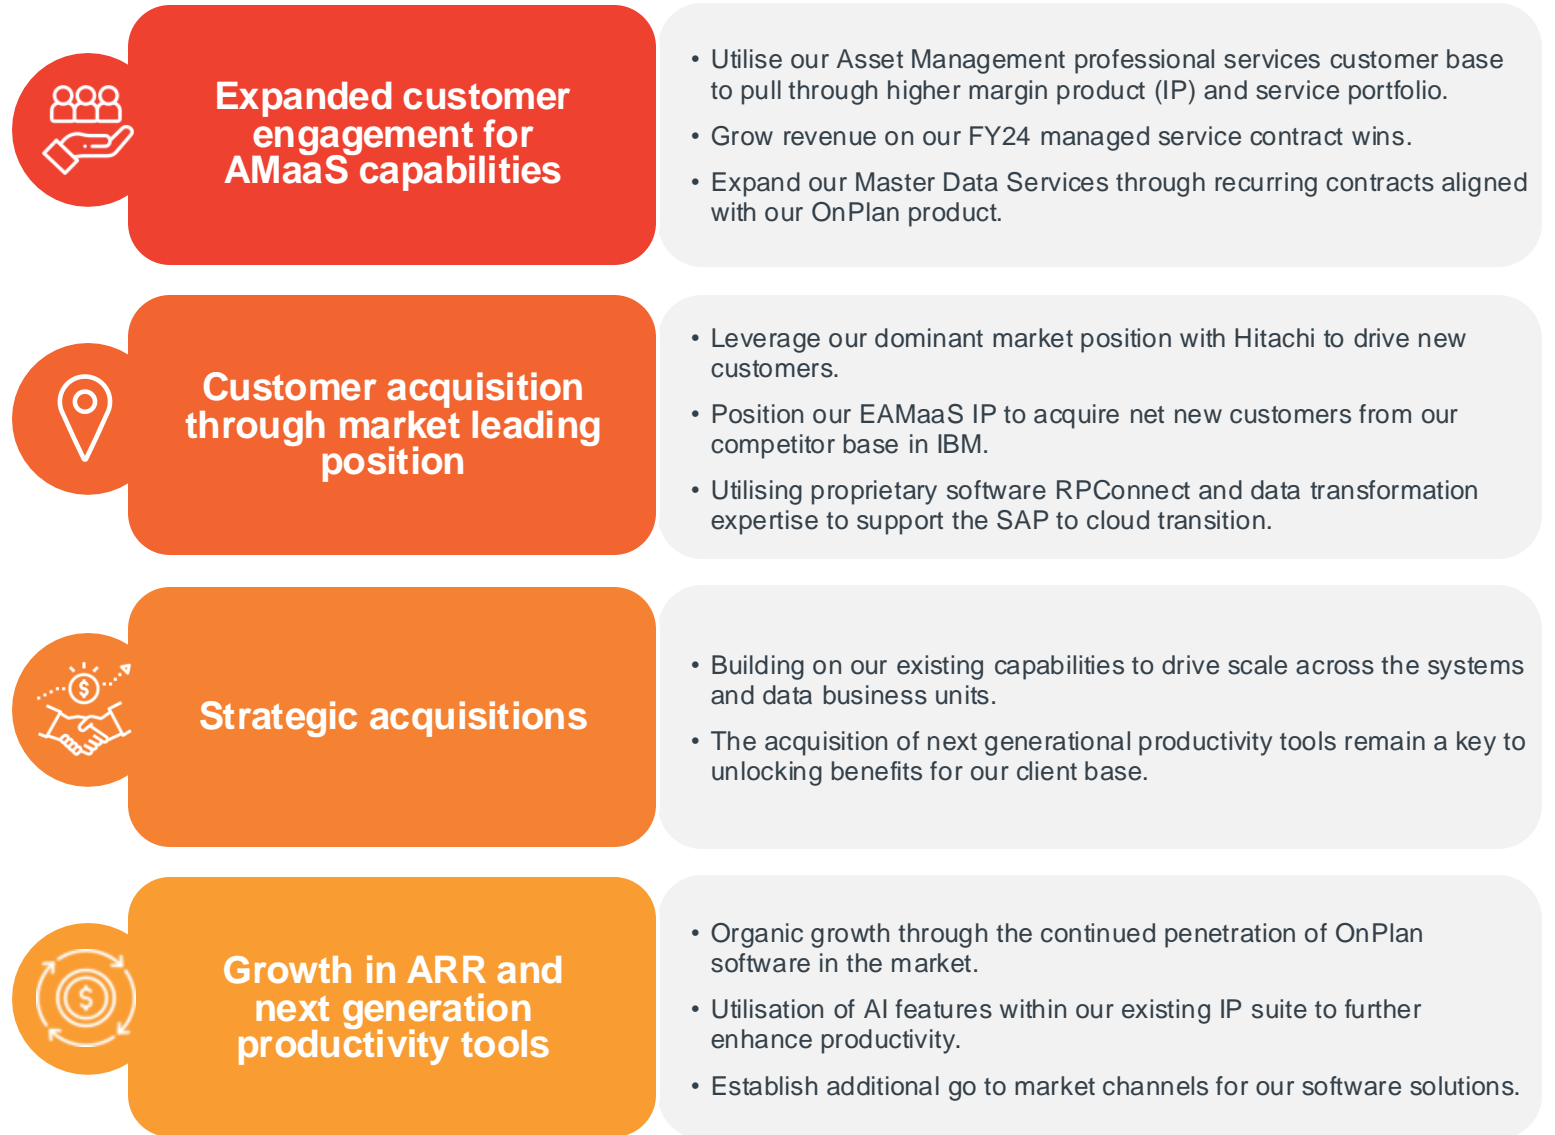 Expanded customer
engagement for
AMaaS capabilities
• Utilise our Asset Management professional services customer base
to pull through higher margin product (IP) and service portfolio.
• Grow revenue on our FY24 managed service contract wins.
• Expand our Master Data Services through recurring contracts aligned
with our OnPlan product.
Customer acquisition
through market leading
position
• Leverage our dominant market position with Hitachi to drive new
customers.
• Position our EAMaaS IP to acquire net new customers from our
competitor base in IBM.
• Utilising proprietary software RPConnect and data transformation
expertise to support the SAP to cloud transition.
$
Strategic acquisitions
• Building on our existing capabilities to drive scale across the systems
and data business units.
• The acquisition of next generational productivity tools remain a key to
unlocking benefits for our client base.
$
Growth in ARR and
next generation
productivity tools
• Organic growth through the continued penetration of OnPlan
software in the market.
• Utilisation of AI features within our existing IP suite to further
enhance productivity.
• Establish additional go to market channels for our software solutions.